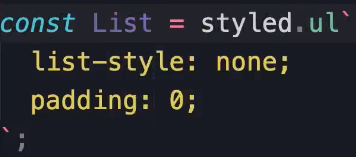 const List = styled.ul`
list-style: none;
padding: 0;
`;